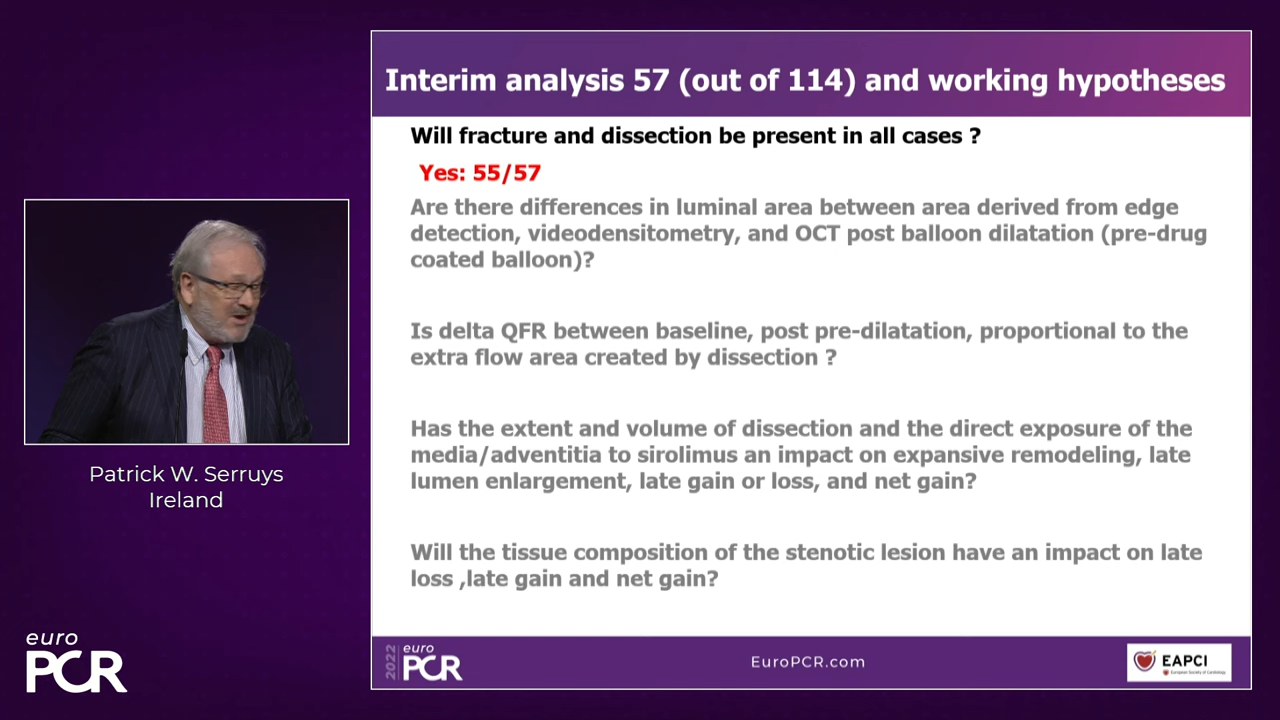 Interim analysis 57 (out of 114) and working hypotheses
Will fracture and dissection be present in all cases ?
Yes: 55/57
Are there differences in luminal area between area derived from edge
detection, videodensitometry, and OCT post balloon dilatation (pre-drug
coated balloon)?
Is delta QFR between baseline, post pre-dilatation, proportional to the
extra flow area created by dissection ?
Has the extent and volume of dissection and the direct exposure of the
media/adventitia to sirolimus an impact on expansive remodeling, late
lumen enlargement, late gain or loss, and net gain?
Will the tissue composition of the stenotic lesion have an impact on late
loss ,late gain and net gain?
Patrick W. Serruys
Ireland
euro
PCR
2022
euro
PCR
EuroPCR.com
EAPCI
European Society of Cardiology